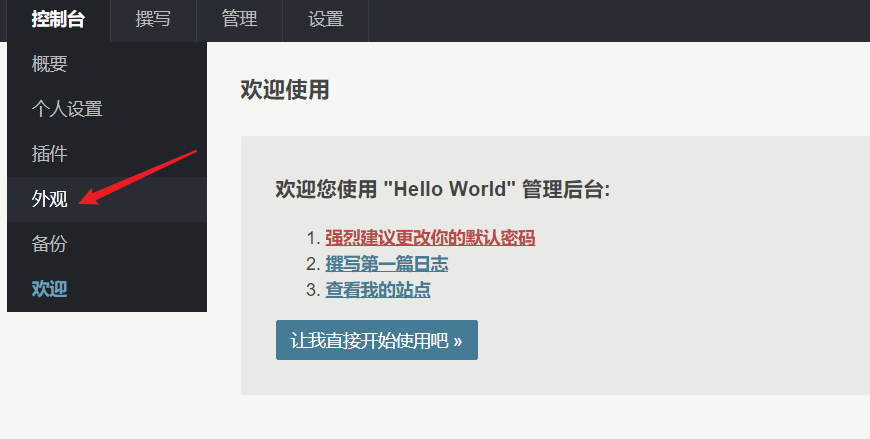 控制台 撰写 管理 设置
概要
个人设置
插件
外观
备份
欢迎
欢迎使用
欢迎您使用 "Hello World" 管理后台:
1. 强烈建议更改你的默认密码
2. 撰写第一篇日志
3. 查看我的站点
让我直接开始使用吧 »